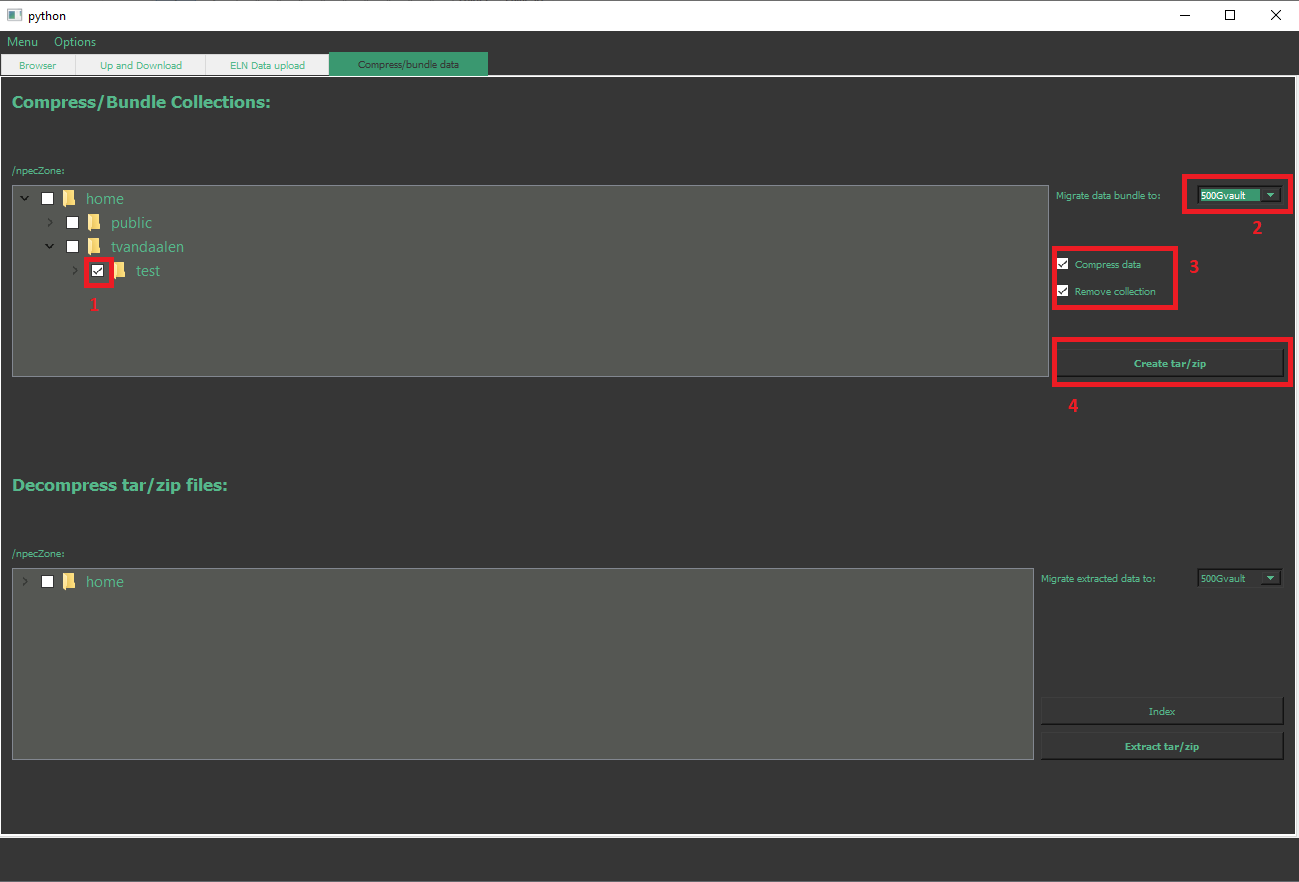 python
Menu Options
Browser Up and Download ELN Data upload Compress/bundle data
Compress/Bundle Collections:
/npecZone:
home
public
tvandaalen
test
1
Migrate data bundle to: 500Gvault
2
Compress data
3
Remove collection
Create tar/zip
4
Decompress tar/zip files:
/npecZone:
home
Migrate extracted data to: 500Gvault
Index
Extract tar/zip